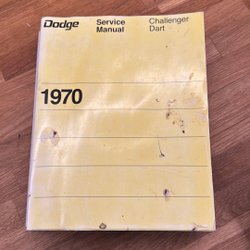 Dodge
Service Manual
Challenger Dart
1970